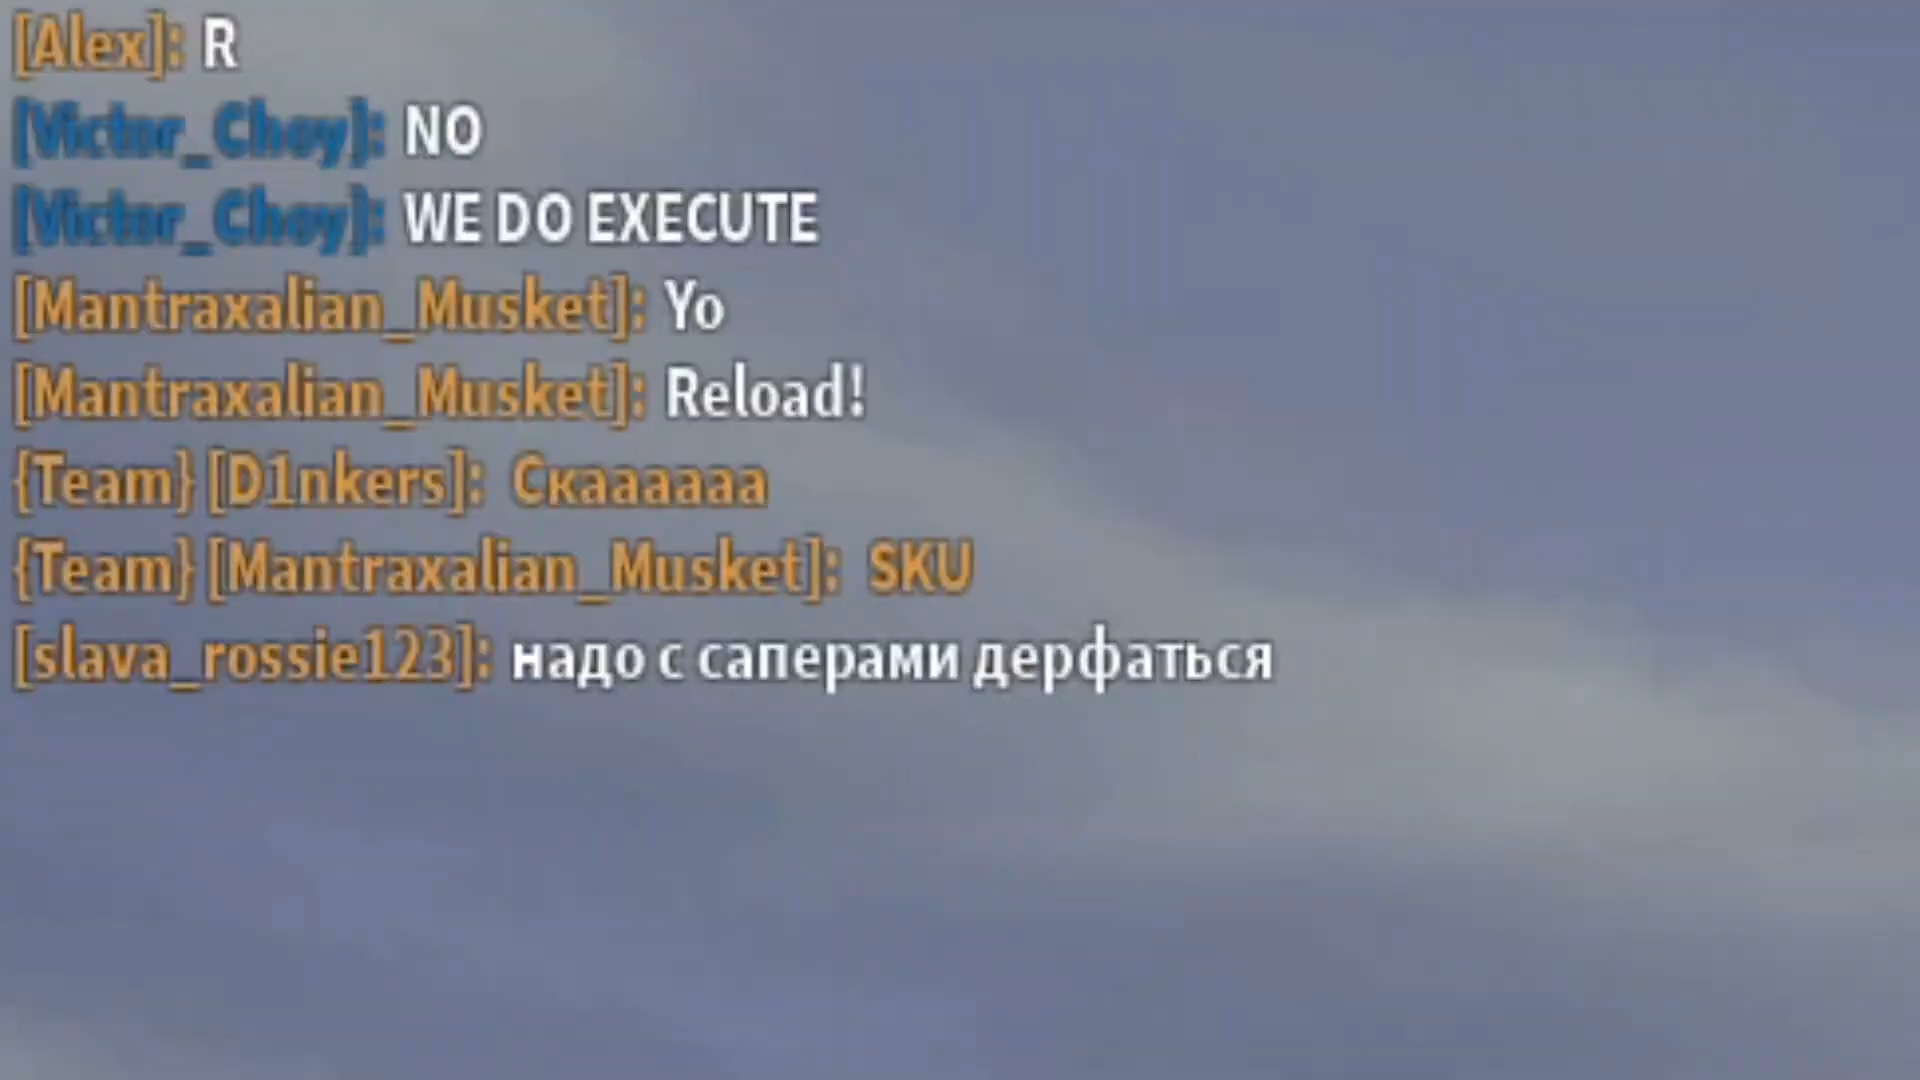 [Alex]: R
[Victor_Choy]: NO
[Victor_Choy]: WE DO EXECUTE
[Mantraxalian_Musket]: Yo
[Mantraxalian_Musket]: Reload!
{Team} [D1nkers]: Скаааааа
{Team} [Mantraxalian_Musket]: SKU
[slava_rossie123]: надо с саперами дерфаться